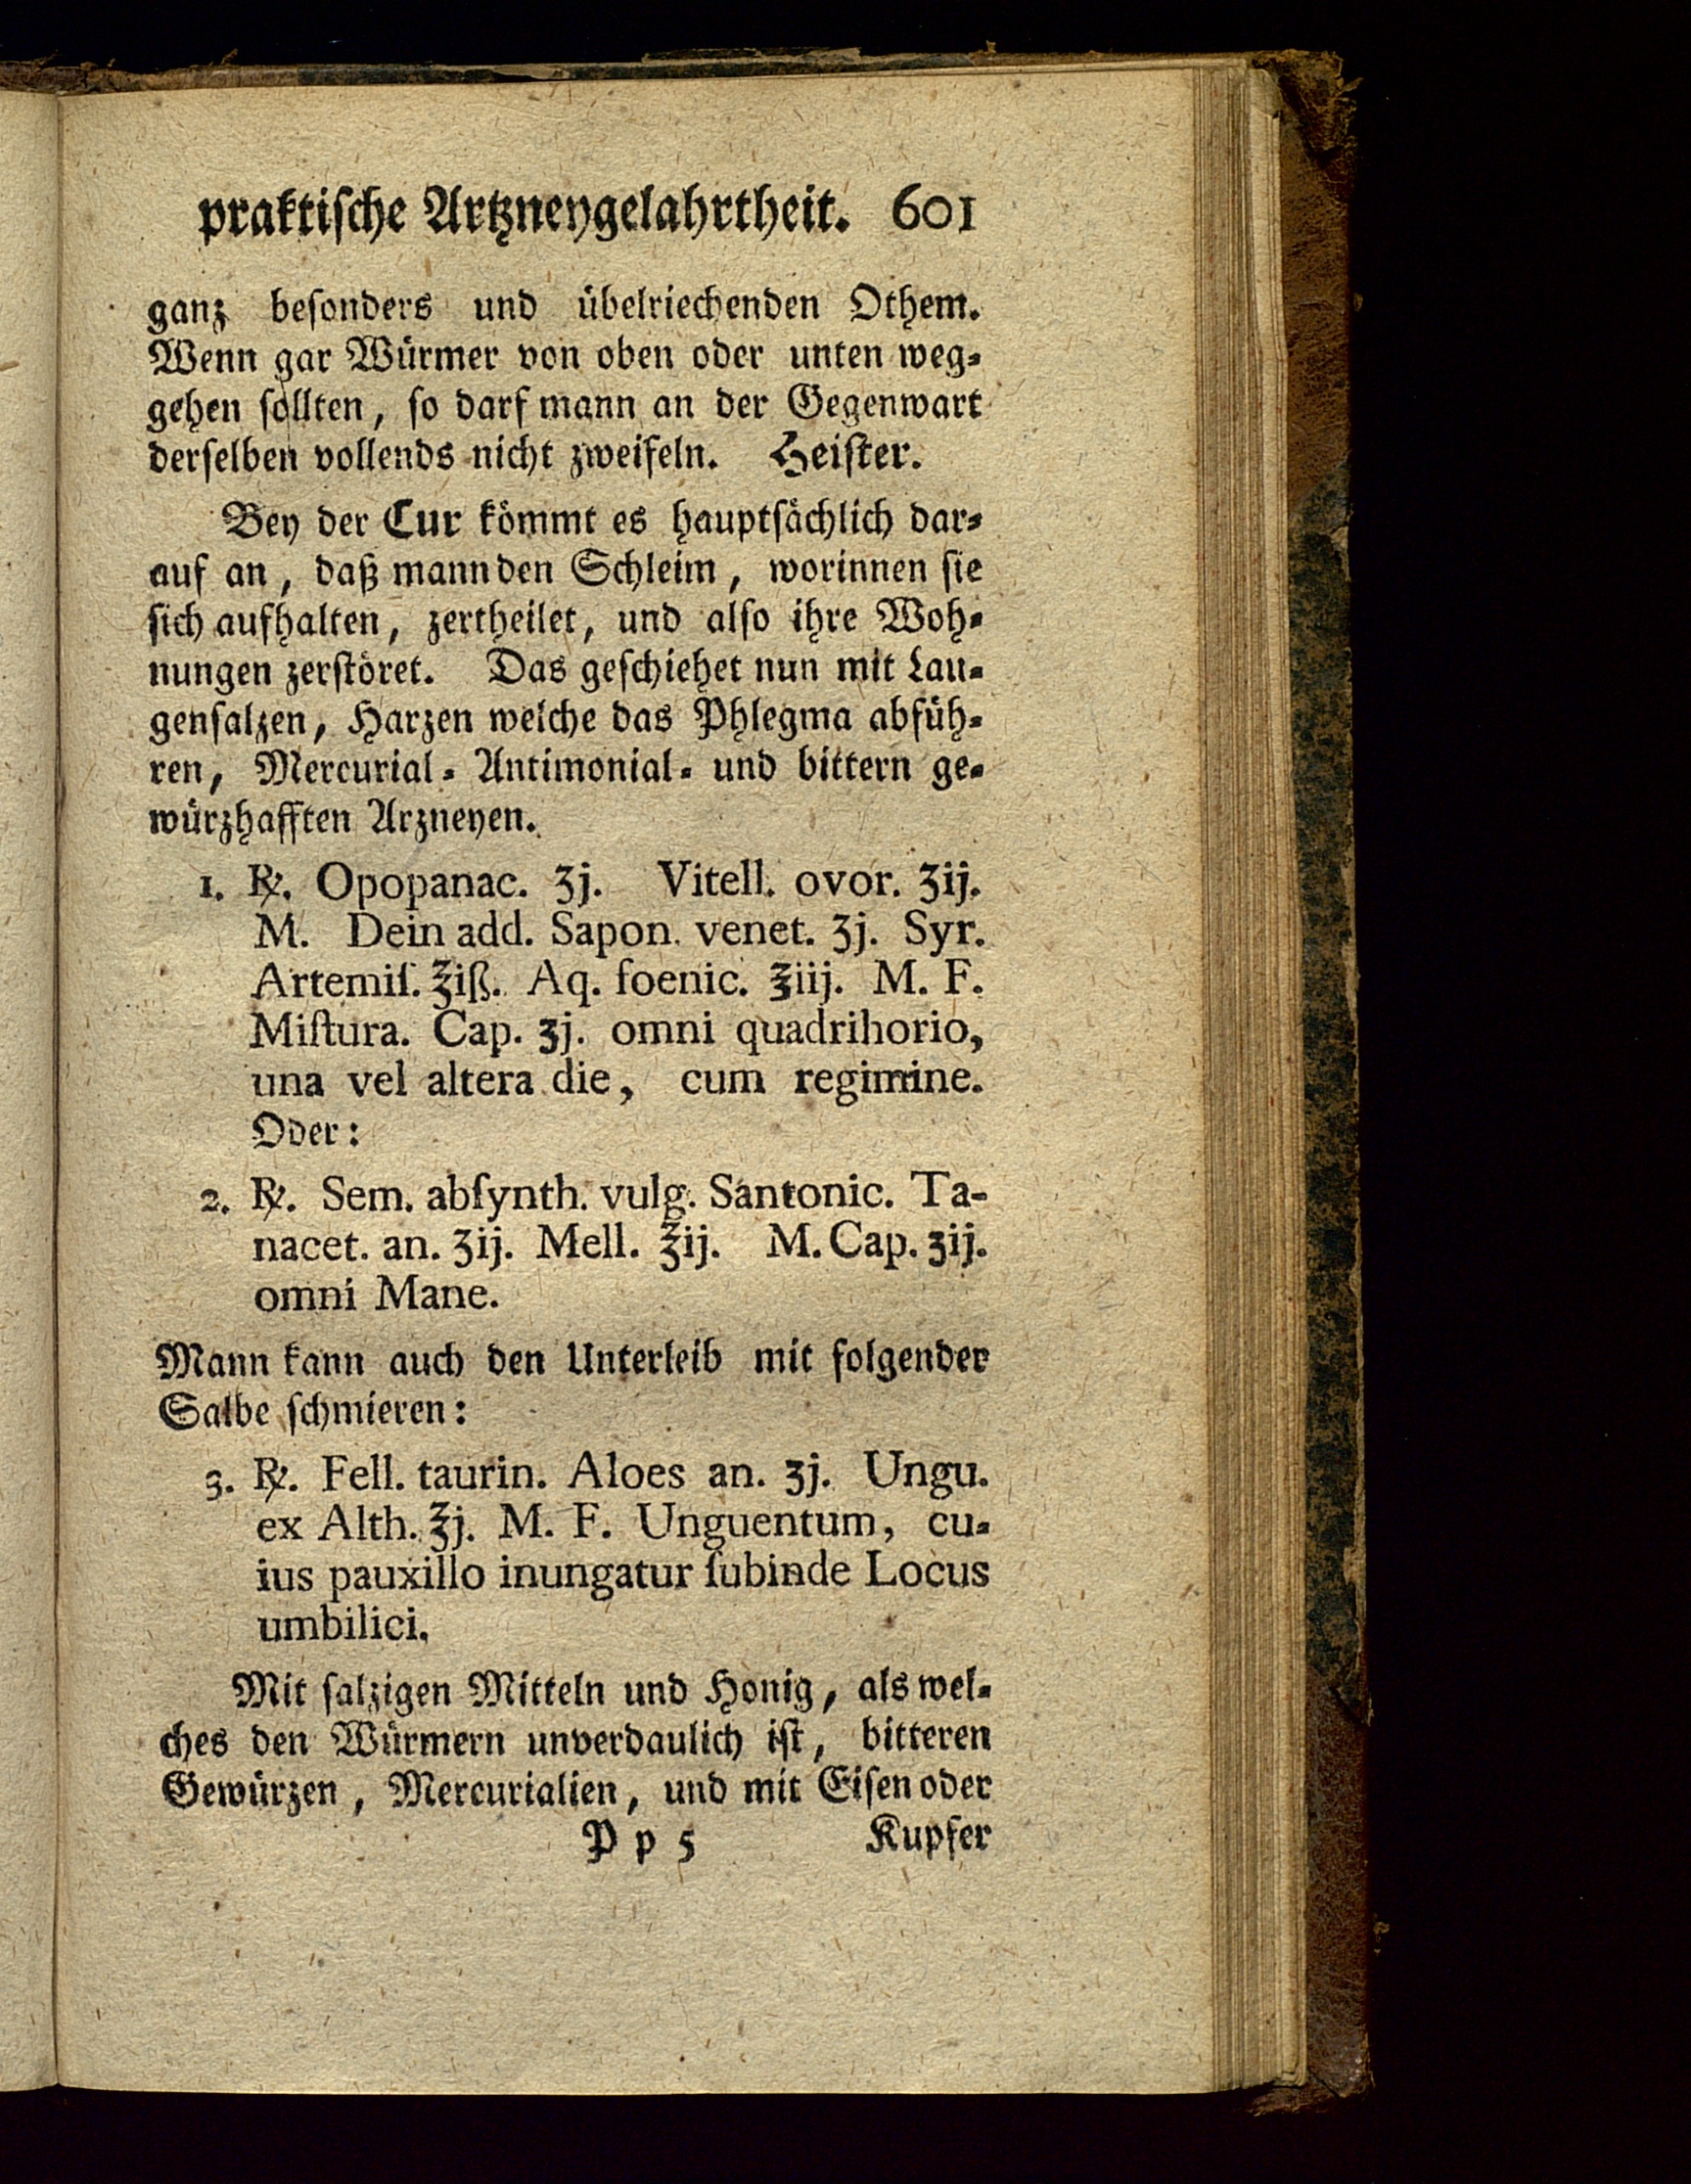 praktiſche Artzneygelahrtheit. 601
ganz beſonders und übelriechenden Othem.
Wenn gar Würmer von oben oder unten weg⸗
gehen ſollten, ſo darf mann an der Gegenwart
derſelben vollends nicht zweifeln. Heiſter.
Bey der Cur kömmt es hauptſächlich dar⸗
auf an, daß mann den Schleim, worinnen ſie
ſich aufhalten, zertheilet, und alſo ihre Woh⸗
nungen zerſtöret. Das geſchiehet nun mit Lau⸗
genſalzen, Harzen welche das Phlegma abfüh⸗
ren, Mercurial⸗ Antimonial⸗ und bittern ge⸗
würzhafften Arzneyen.
1. ℞. Opopanac. ʒj. Vitell. ovor. ʒij.
M. Dein add. Sapon. venet. ʒj. Syr.
Artemiſ. ℥iß. Aq. foenic. ℥iij. M. F.
Miſtura. Cap. ʒj. omni quadrihorio,
una vel altera die, cum regimine.
Oder:
2. ℞. Sem. abſynth. vulg. Santonic. Ta-
nacet. an. ʒij. Mell. ℥ij. M. Cap. ʒij.
omni Mane.
Mann kann auch den Unterleib mit folgender
Salbe ſchmieren:
3. ℞. Fell. taurin. Aloes an. ʒj. Ungu.
ex Alth. ℥j. M. F. Unguentum, cu⸗
ius pauxillo inungatur ſubinde Locus
umbilici.
Mit ſalzigen Mitteln und Honig, als wel⸗
ches den Würmern unverdaulich iſt, bitteren
Gewürzen, Mercurialien, und mit Eiſen oder
P p 5 Kupfer